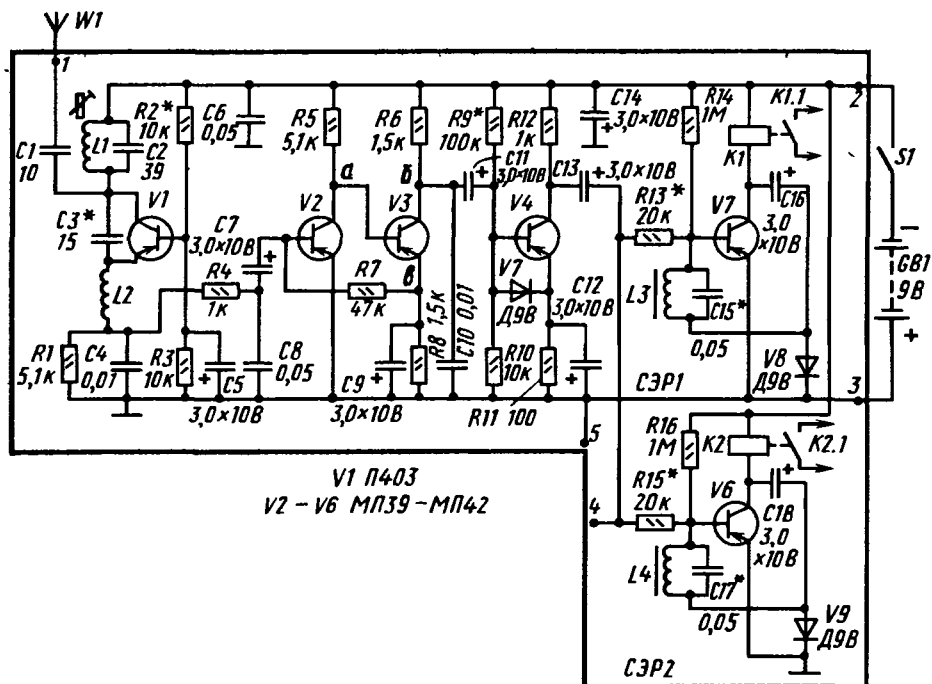 W1
1
2
R2*
10к
C6
0,05
R5
5,1к
R6
1,5к
R9*
100к
R12
1к
C14
3,0×10В
R14
1М
K1.1
K1
S1
L1
C2
39
C1
10
V1
C3*
15
L2
C7
3,0×10В
R4
1к
V2
а
V3
б
в
R7
47к
C11
3,0×10В
V4
V7
Д9В
C13
3,0×10В
R13*
20к
V7
C16
3,0
×10В
GB1
9В
−
+
R1
5,1к
C4
0,01
R3
10к
C5
3,0×10В
C8
0,05
C9
3,0×10В
R8 1,5к
C10 0,01
R10
10к
R11 100
C12
3,0×10В
L3
C15*
0,05
V8
Д9В
СЭР1
3
5
4
R16
1М
K2
K2.1
R15*
20к
V6
C18
3,0
×10В
L4
C17*
0,05
V9
Д9В
СЭР2
V1 П403
V2 – V6 МП39–МП42